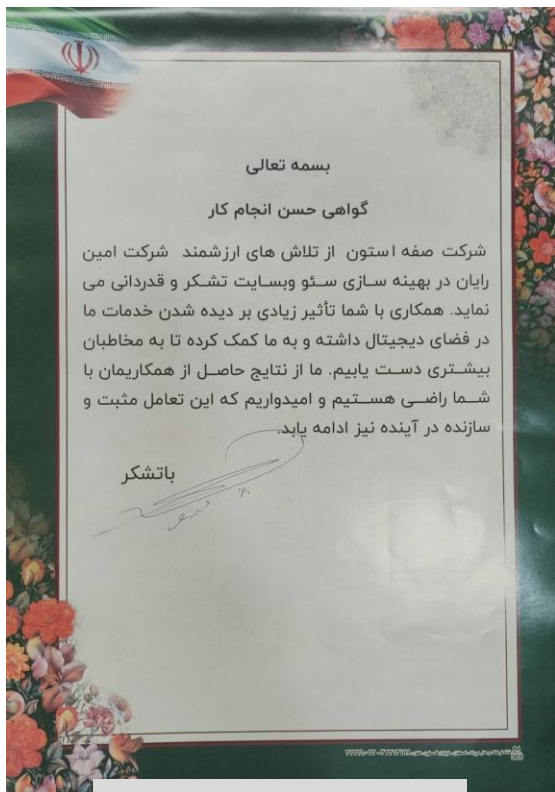 بسمه تعالی
گواهی حسن انجام کار
شرکت صفه استون از تلاش های ارزشمند شرکت امین
رایان در بهینه سازی سئو وبسایت تشکر و قدردانی می
نماید. همکاری با شما تأثیر زیادی بر دیده شدن خدمات ما
در فضای دیجیتال داشته و به ما کمک کرده تا به مخاطبان
بیشتری دست یابیم. ما از نتایج حاصل از همکاریمان با
شما راضی هستیم و امیدواریم که این تعامل مثبت و
سازنده در آینده نیز ادامه یابد.
باتشکر